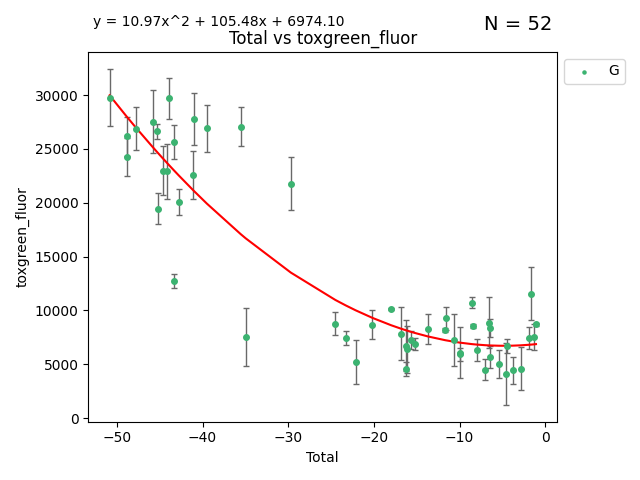 y = 10.97x^2 + 105.48x + 6974.10
N = 52
Total vs toxgreen_fluor
G
toxgreen_fluor
30000
25000
20000
15000
10000
5000
0
−50
−40
−30
−20
−10
0
Total